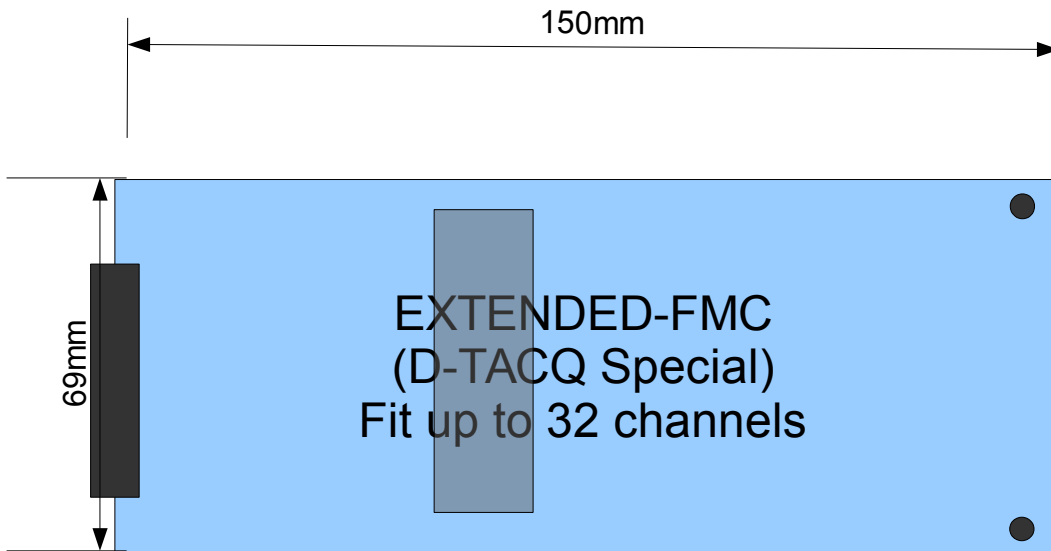 150mm
69mm
EXTENDED-FMC
(D-TACQ Special)
Fit up to 32 channels